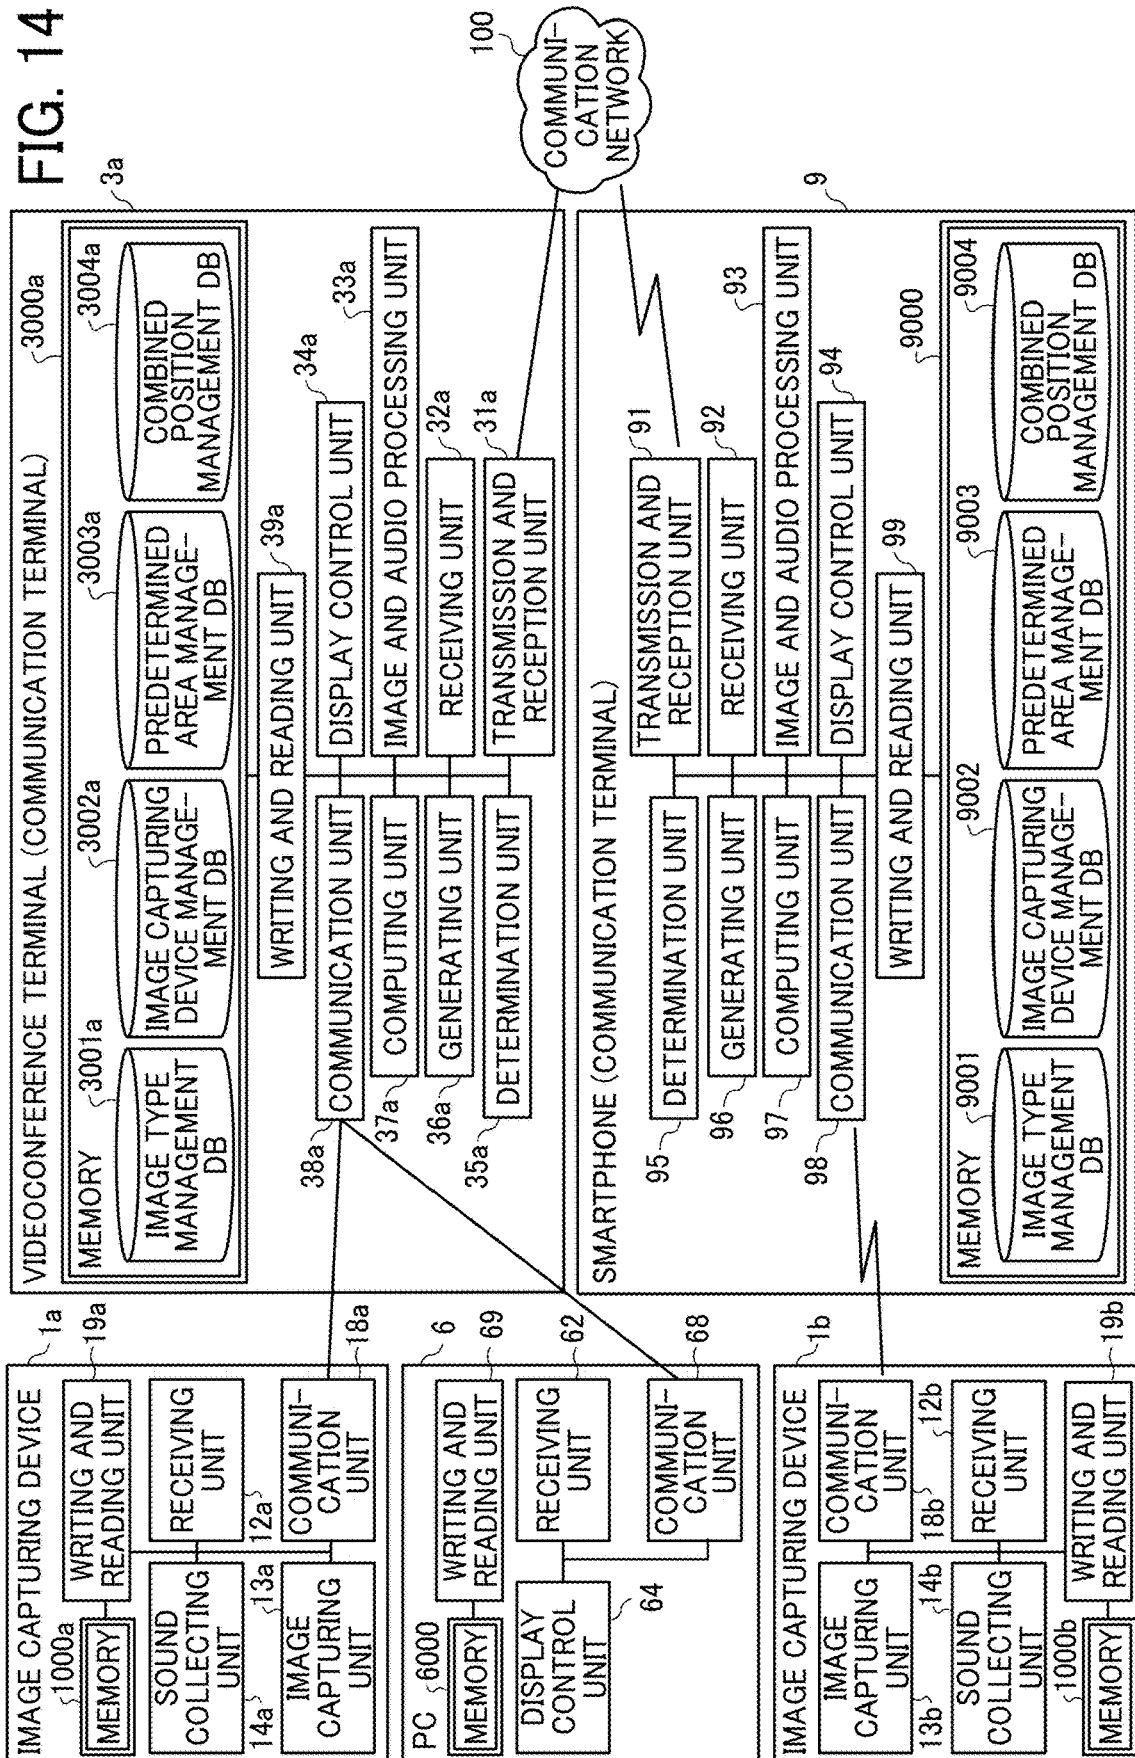 FIG. 14
IMAGE CAPTURING DEVICE
1a
1000a
MEMORY
WRITING AND
READING UNIT
19a
SOUND
COLLECTING
UNIT
14a
RECEIVING
UNIT
12a
IMAGE
CAPTURING
UNIT
13a
COMMUNI-
CATION
UNIT
18a
PC
6
6000
MEMORY
WRITING AND
READING UNIT
69
DISPLAY
CONTROL
UNIT
64
RECEIVING
UNIT
62
COMMUNI-
CATION
UNIT
68
IMAGE CAPTURING DEVICE
1b
IMAGE
CAPTURING
UNIT
13b
COMMUNI-
CATION
UNIT
18b
SOUND
COLLECTING
UNIT
14b
RECEIVING
UNIT
12b
1000b
MEMORY
WRITING AND
READING UNIT
19b
VIDEOCONFERENCE TERMINAL (COMMUNICATION TERMINAL)
3a
MEMORY
3000a
3001a
IMAGE TYPE
MANAGEMENT
DB
3002a
IMAGE CAPTURING
DEVICE MANAGE-
MENT DB
3003a
PREDETERMINED
AREA MANAGE-
MENT DB
3004a
COMBINED
POSITION
MANAGEMENT DB
WRITING AND READING UNIT
39a
38a
COMMUNICATION UNIT
DISPLAY CONTROL UNIT
34a
37a
COMPUTING UNIT
IMAGE AND AUDIO PROCESSING UNIT
33a
36a
GENERATING UNIT
RECEIVING UNIT
32a
35a
DETERMINATION UNIT
TRANSMISSION AND
RECEPTION UNIT
31a
100
COMMUNI-
CATION
NETWORK
SMARTPHONE (COMMUNICATION TERMINAL)
9
95
DETERMINATION UNIT
TRANSMISSION AND
RECEPTION UNIT
91
96
GENERATING UNIT
RECEIVING UNIT
92
97
COMPUTING UNIT
IMAGE AND AUDIO PROCESSING UNIT
93
98
COMMUNICATION UNIT
DISPLAY CONTROL UNIT
94
WRITING AND READING UNIT
99
MEMORY
9000
9001
IMAGE TYPE
MANAGEMENT
DB
9002
IMAGE CAPTURING
DEVICE MANAGE-
MENT DB
9003
PREDETERMINED
AREA MANAGE-
MENT DB
9004
COMBINED
POSITION
MANAGEMENT DB